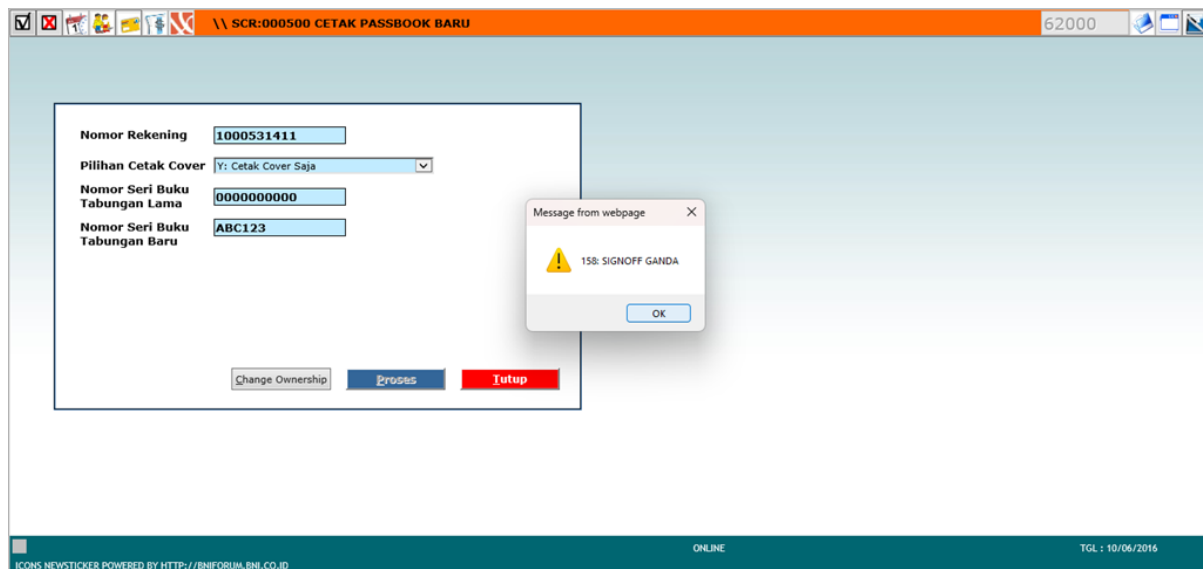 \\ SCR:000500 CETAK PASSBOOK BARU
62000
Nomor Rekening 1000531411
Pilihan Cetak Cover Y: Cetak Cover Saja
Nomor Seri Buku
Tabungan Lama 0000000000
Nomor Seri Buku
Tabungan Baru ABC123
Message from webpage
158: SIGNOFF GANDA
OK
Change Ownership Proses Tutup
ONLINE TGL : 10/06/2016
ICONS NEWSTICKER POWERED BY HTTP://BNIFORUM.BNI.CO.ID